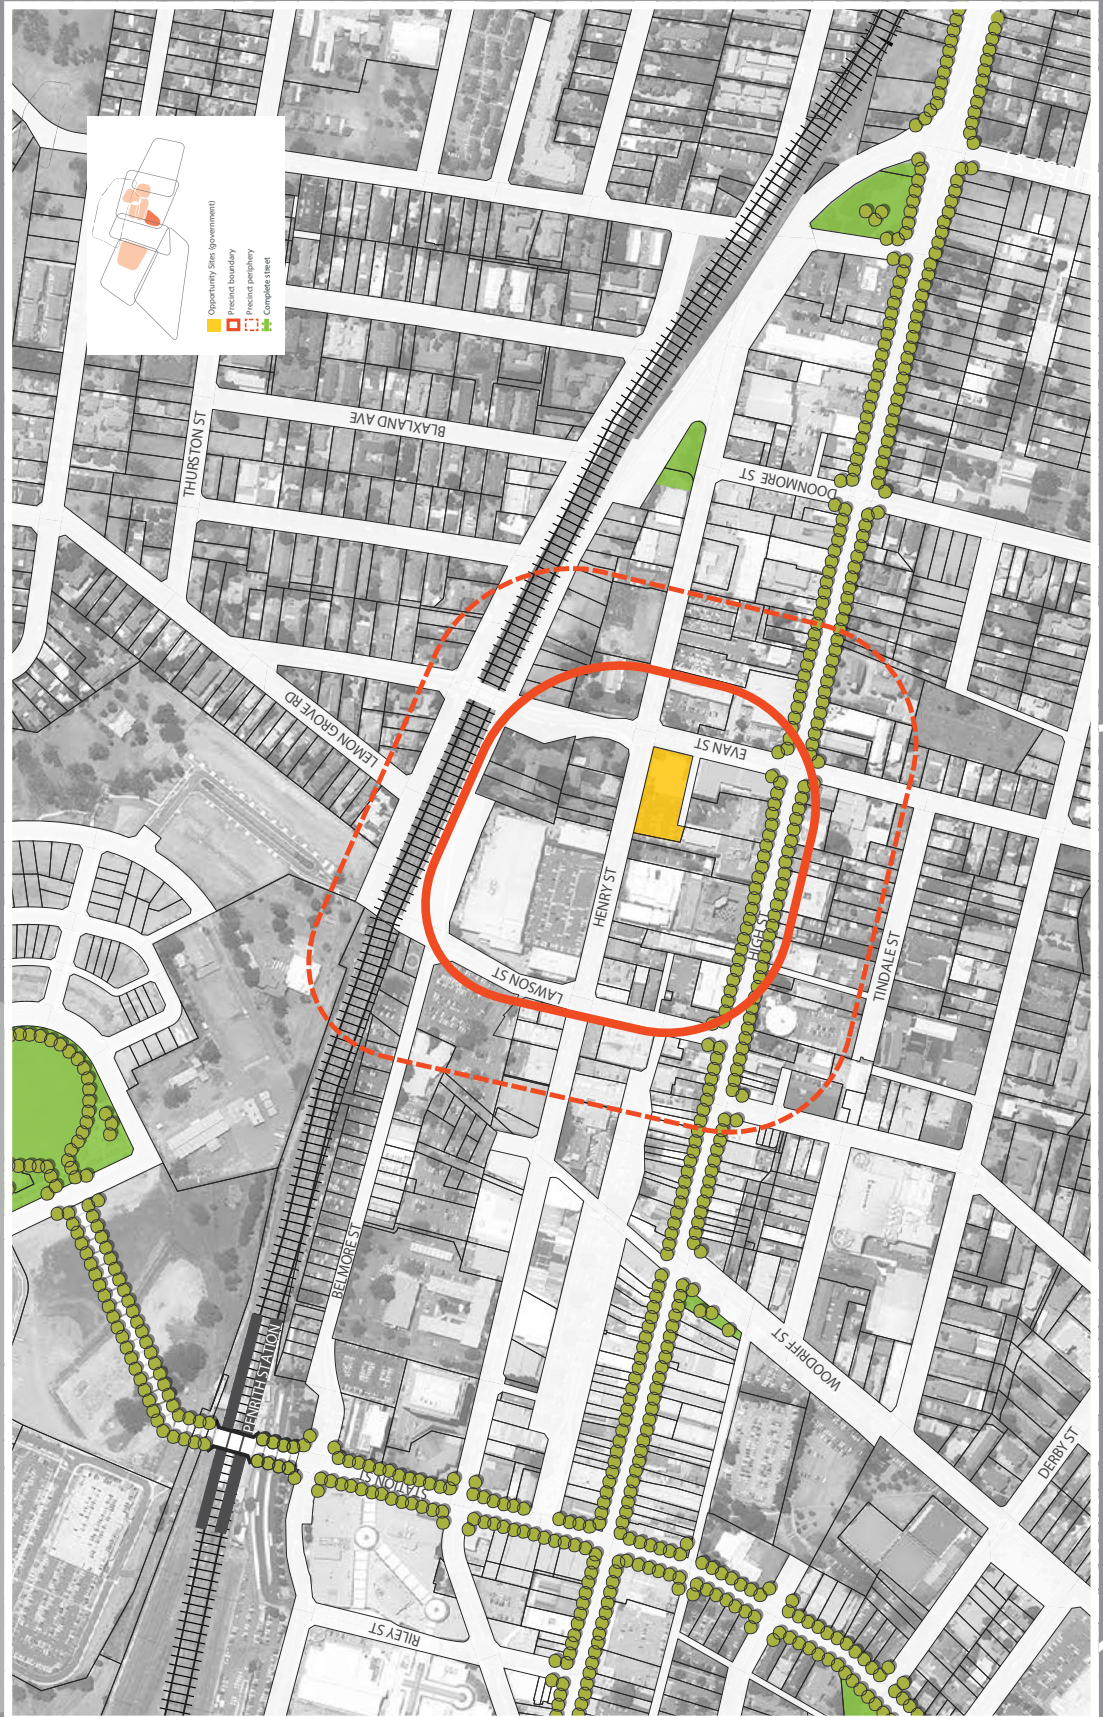 Opportunity Sites (government)
Precinct boundary
Precinct periphery
Complete street
THURSTON ST
BLAXLAND AVE
LEMON GROVE RD
DOONMORE ST
EVAN ST
HENRY ST
LAWSON ST
HIGH ST
TINDALE ST
BELMORE ST
PENRITH STATION
STATION ST
WOODRIFF ST
DERBY ST
RILEY ST